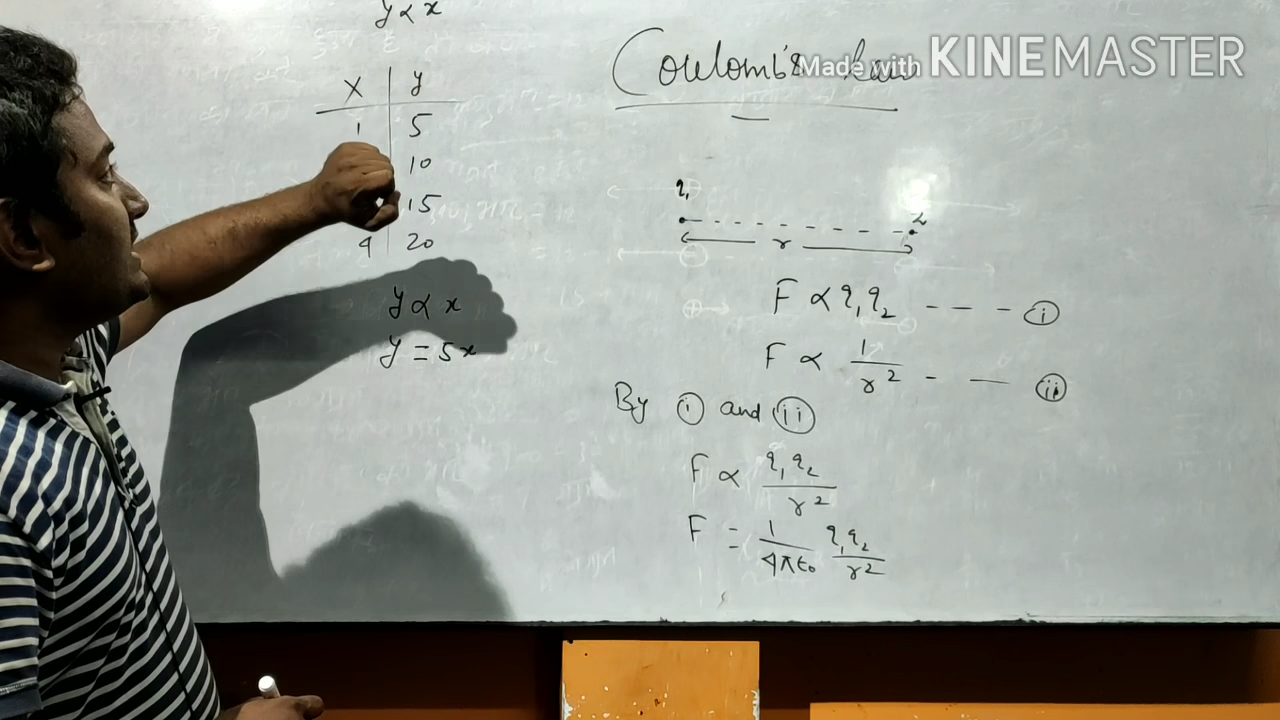 y ∝ x
X y
1 5
10
15
4 20
y ∝ x
y = 5x
Coulomb's Law
Made with KINEMASTER
q₁
r
F ∝ q₁q₂ - - - (i)
F ∝ 1/r² - - (ii)
By (i) and (ii)
F ∝ q₁q₂/r²
F = 1/4πε₀ q₁q₂/r²